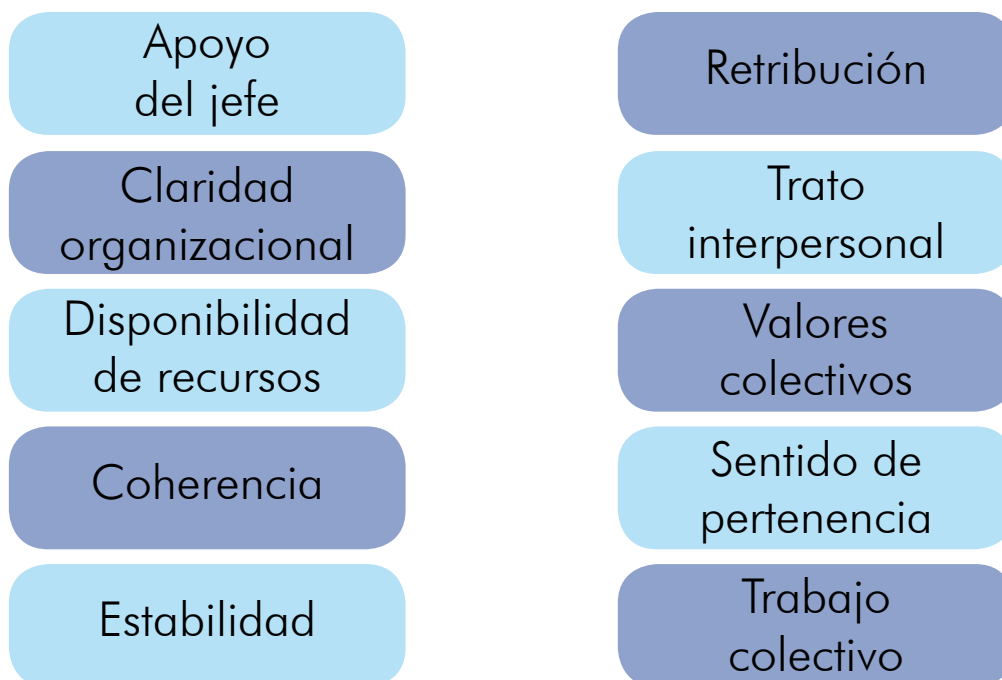 Apoyo
del jefe
Claridad
organizacional
Disponibilidad
de recursos
Coherencia
Estabilidad
Retribución
Trato
interpersonal
Valores
colectivos
Sentido de
pertenencia
Trabajo
colectivo